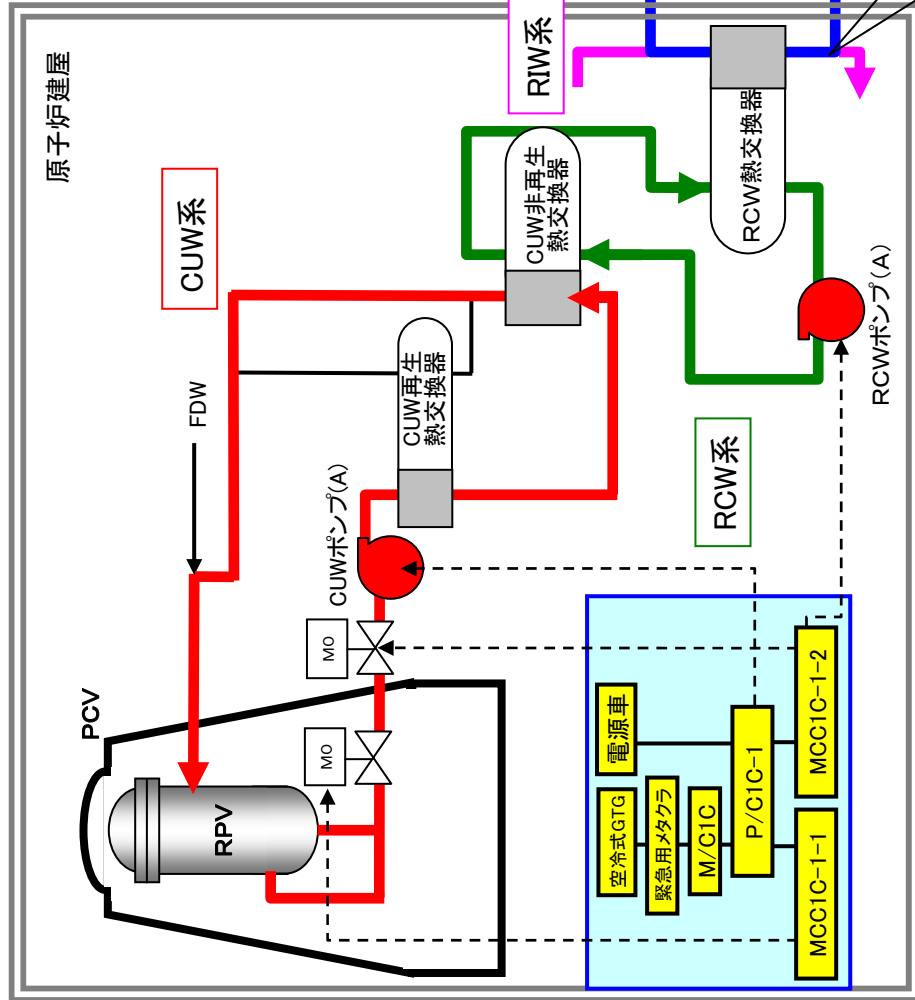 原子炉建屋
RIW系
CUW系
PCV
FDW
RPV
CUW再生
熱交換器
CUW非再生
熱交換器
RCW熱交換器
CUWポンプ(A)
MO
MO
RCW系
RCWポンプ(A)
電源車
空冷式GTG
緊急用メタクラ
M/C1C
P/C1C-1
MCC1C-1-1
MCC1C-1-2